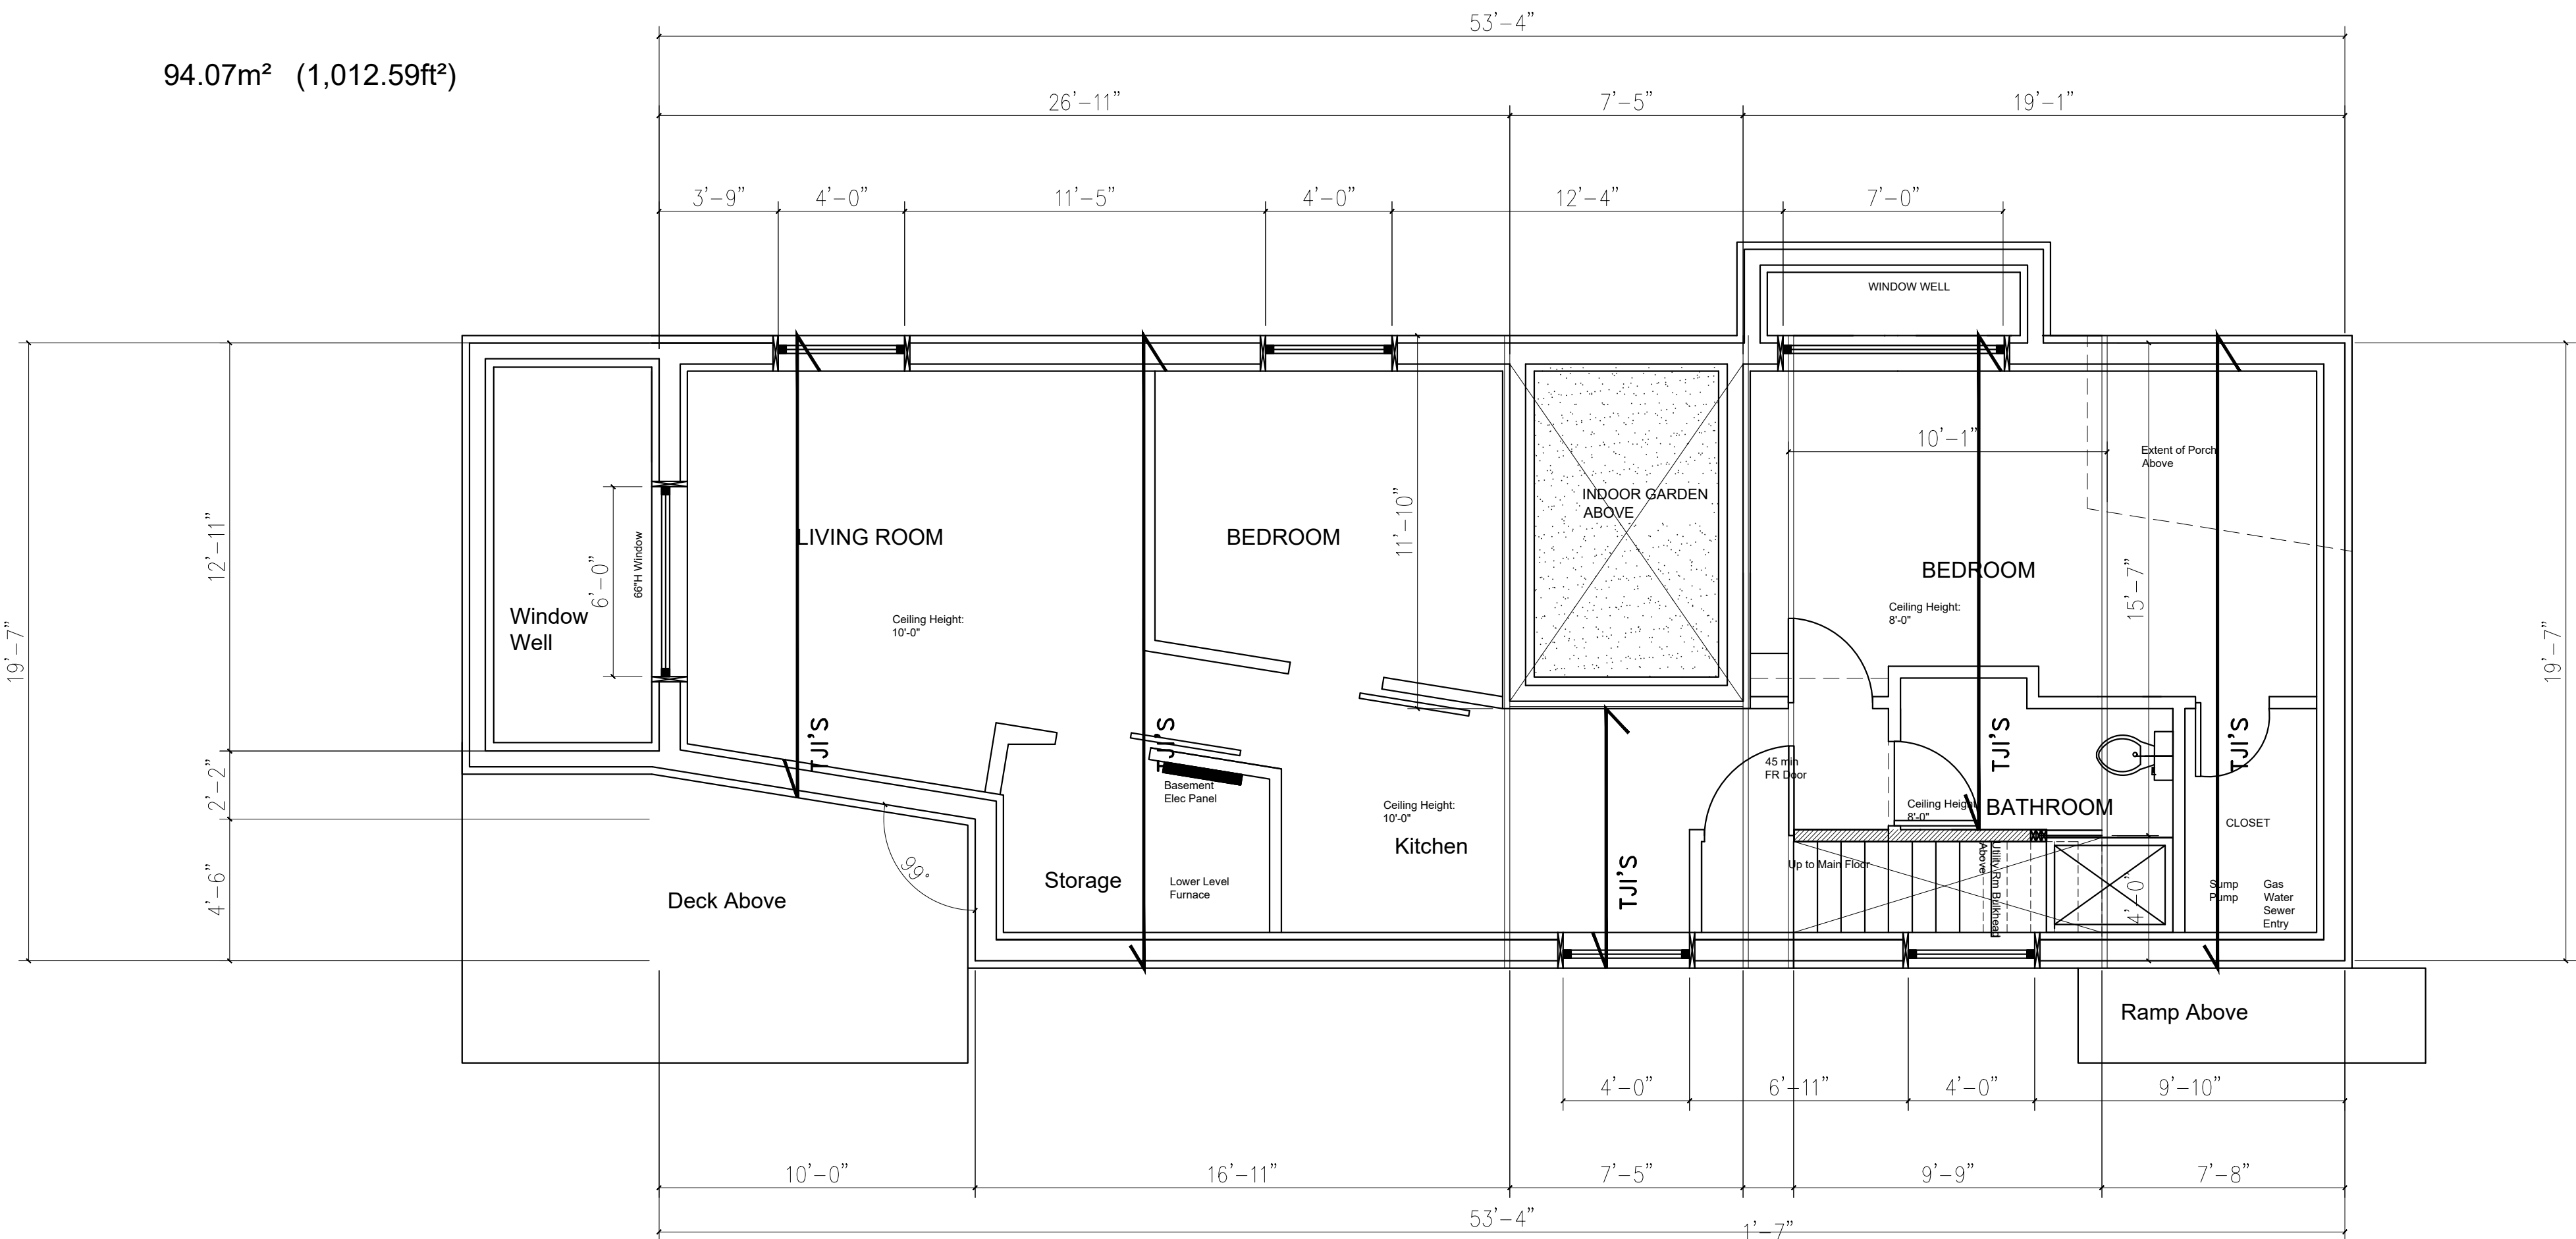 53'-4"
94.07m² (1,012.59ft²)
26'-11"
7'-5"
19'-1"
3'-9"
4'-0"
11'-5"
4'-0"
12'-4"
7'-0"
WINDOW WELL
10'-1"
Extent of Porch
Above
INDOOR GARDEN
ABOVE
11'-10"
12'-11"
6'-0"
66"H Window
LIVING ROOM
BEDROOM
BEDROOM
Ceiling Height:
8'-0"
15'-7"
Window
Well
Ceiling Height:
10'-0"
19'-7"
19'-7"
TJI'S
TJI'S
TJI'S
TJI'S
2'-2"
45 min
FR Door
Basement
Elec Panel
Ceiling Height:
10'-0"
Ceiling Height:
8'-0"
BATHROOM
CLOSET
Kitchen
4'-6"
99°
Deck Above
Storage
Lower Level
Furnace
TJI'S
Up to Main Floor
Utility Rm Bulkhead
Above
4'-0"
Sump
Pump
Gas
Water
Sewer
Entry
Ramp Above
4'-0"
6'-11"
4'-0"
9'-10"
10'-0"
16'-11"
7'-5"
9'-9"
7'-8"
53'-4"
1'-7"